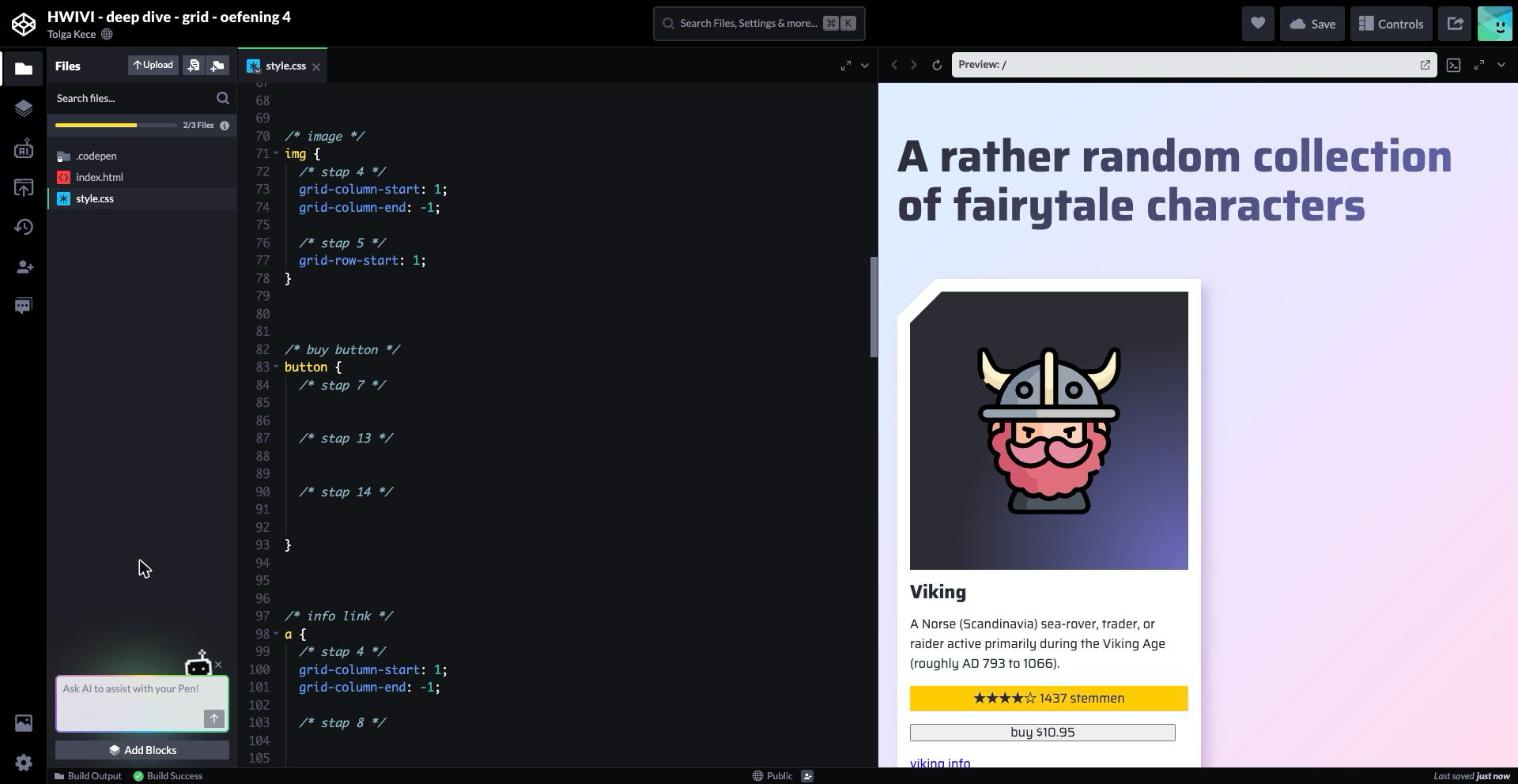 HWIVI - deep dive - grid - oefening 4
Tolga Kece
Search Files, Settings & more... ⌘ K
Save
Controls
Files
Upload
Search files...
2/3 Files
.codepen
index.html
style.css
AI
Ask AI to assist with your Pen!
Add Blocks
style.css
67
68
69
70 /* image */
71 img {
72 /* stap 4 */
73 grid-column-start: 1;
74 grid-column-end: -1;
75
76 /* stap 5 */
77 grid-row-start: 1;
78 }
79
80
81
82 /* buy button */
83 button {
84 /* stap 7 */
85
86
87 /* stap 13 */
88
89
90 /* stap 14 */
91
92
93 }
94
95
96
97 /* info link */
98 a {
99 /* stap 4 */
100 grid-column-start: 1;
101 grid-column-end: -1;
102
103 /* stap 8 */
104
105
Preview: /
A rather random collection
of fairytale characters
Viking
A Norse (Scandinavia) sea-rover, trader, or
raider active primarily during the Viking Age
(roughly AD 793 to 1066).
★★★★☆ 1437 stemmen
buy $10.95
viking info
Build Output
Build Success
Public
Last saved just now